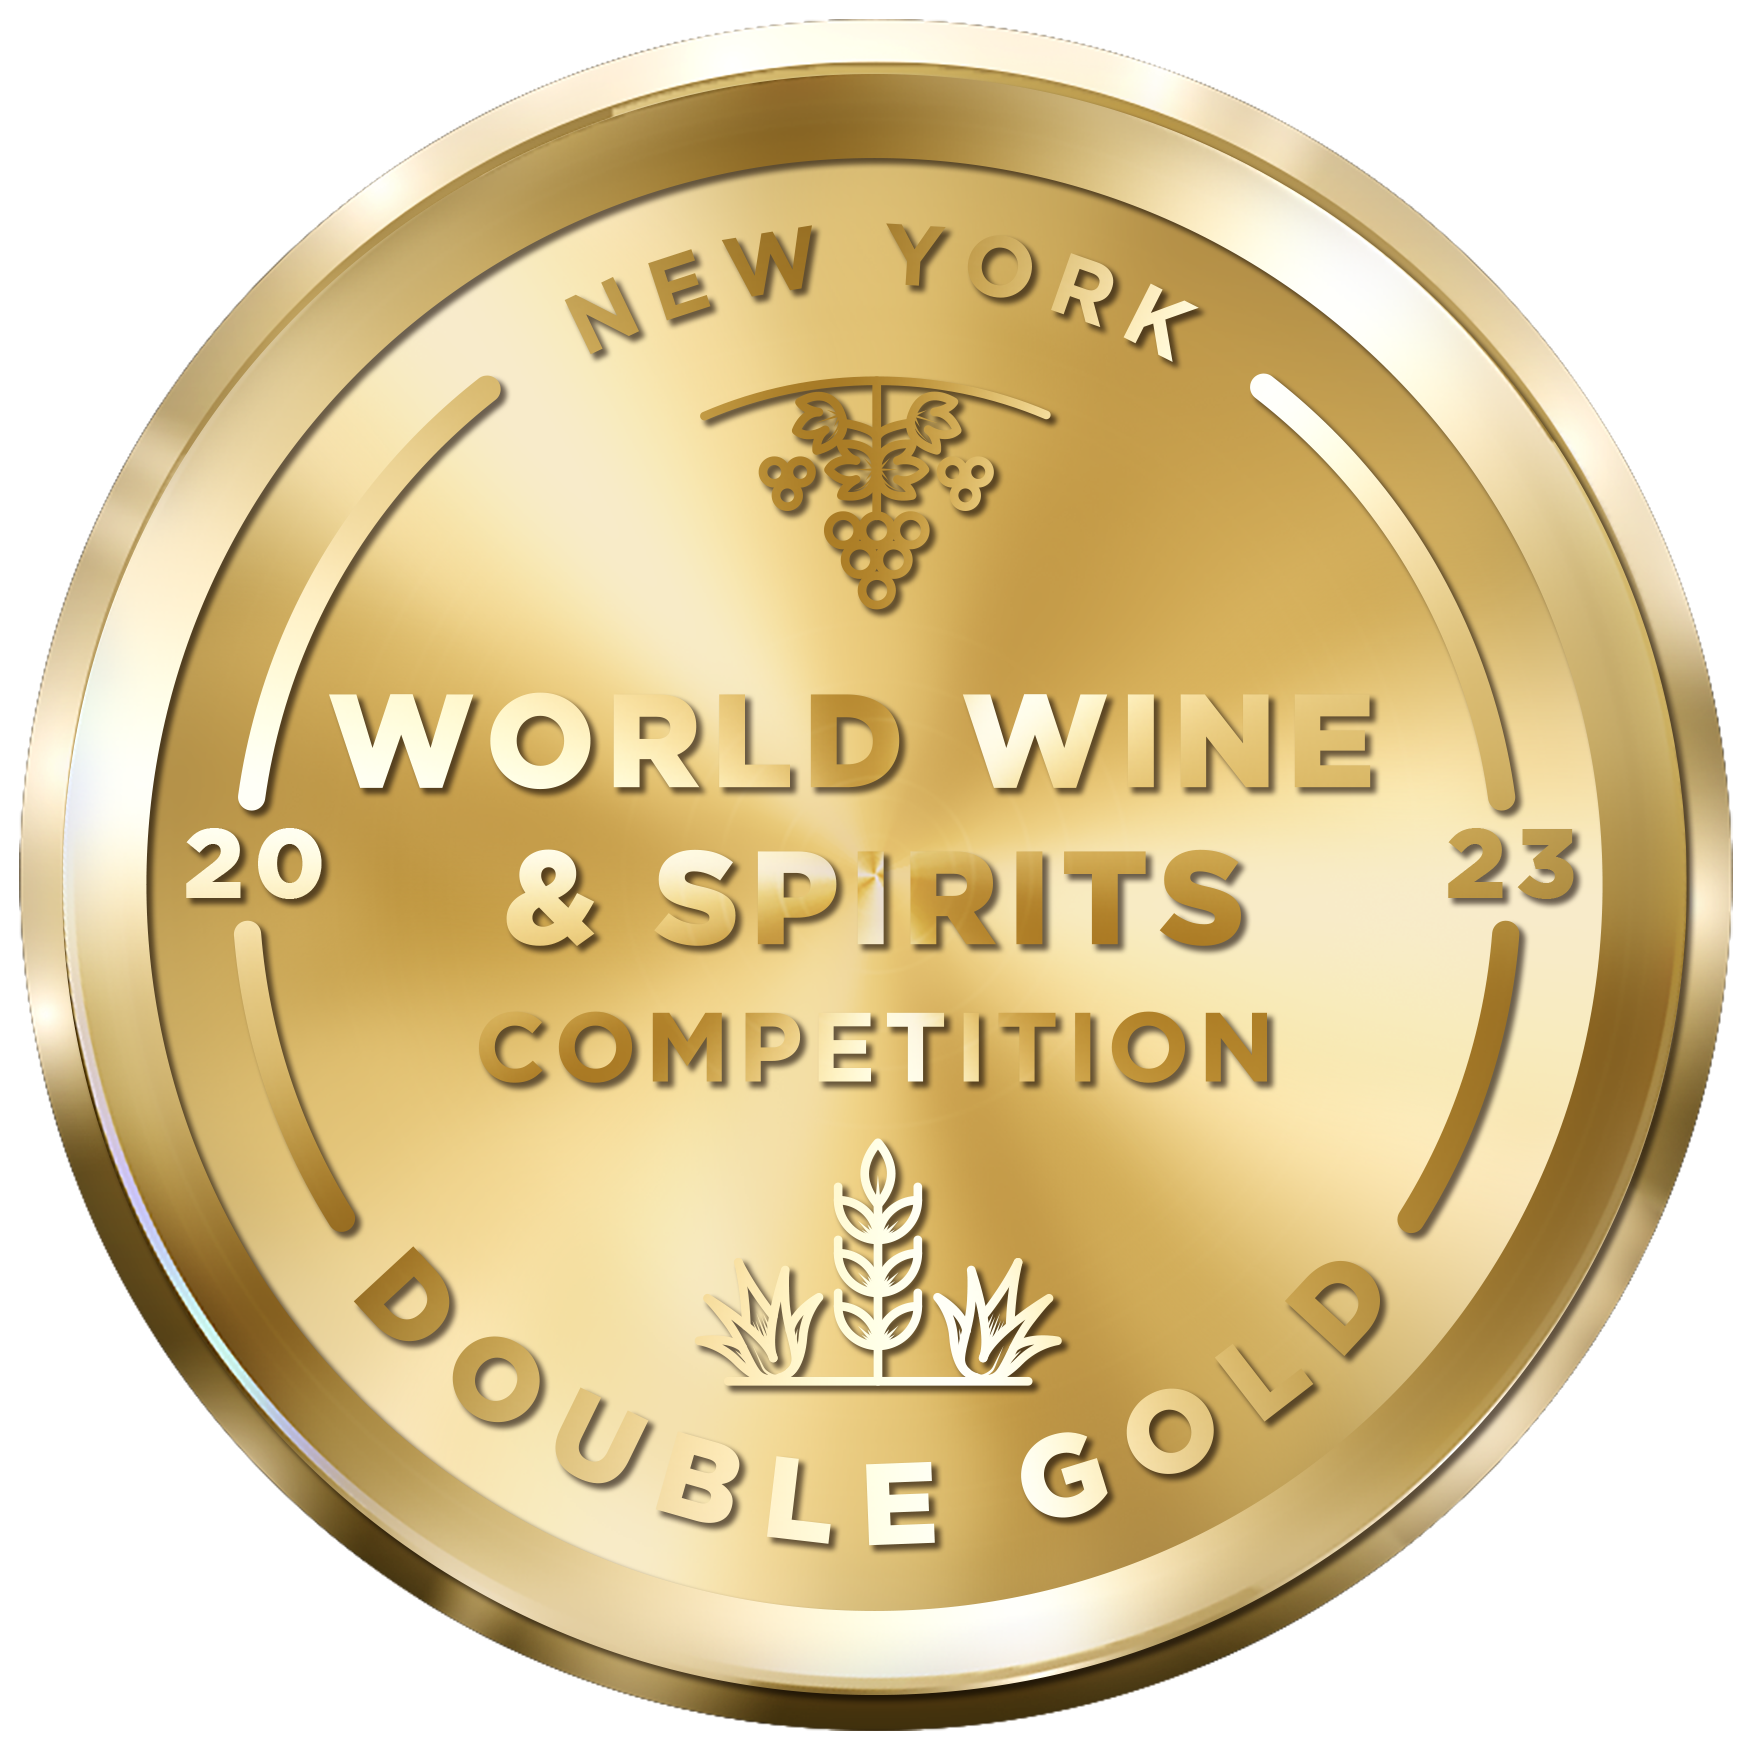 NEW YORK
WORLD WINE
& SPIRITS
COMPETITION
20 23
DOUBLE GOLD